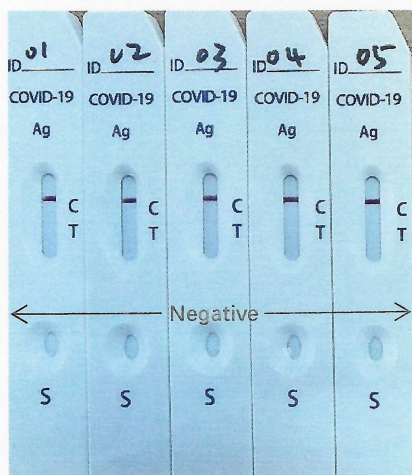 ID 01 ID 02 ID 03 ID 04 ID 05
COVID-19 COVID-19 COVID-19 COVID-19 COVID-19
Ag Ag Ag Ag Ag
C C C C C
T T T T T
Negative
S S S S S